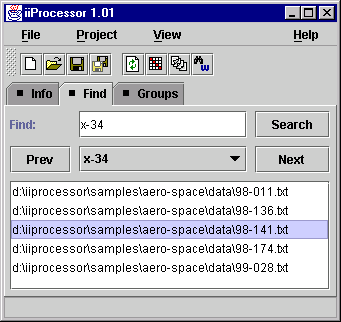 iiProcessor 1.01
File Project View Help
W
Info Find Groups
Find: x-34 Search
Prev x-34 Next
d:\iiprocessor\samples\aero-space\data\98-011.txt
d:\iiprocessor\samples\aero-space\data\98-136.txt
d:\iiprocessor\samples\aero-space\data\98-141.txt
d:\iiprocessor\samples\aero-space\data\98-174.txt
d:\iiprocessor\samples\aero-space\data\99-028.txt